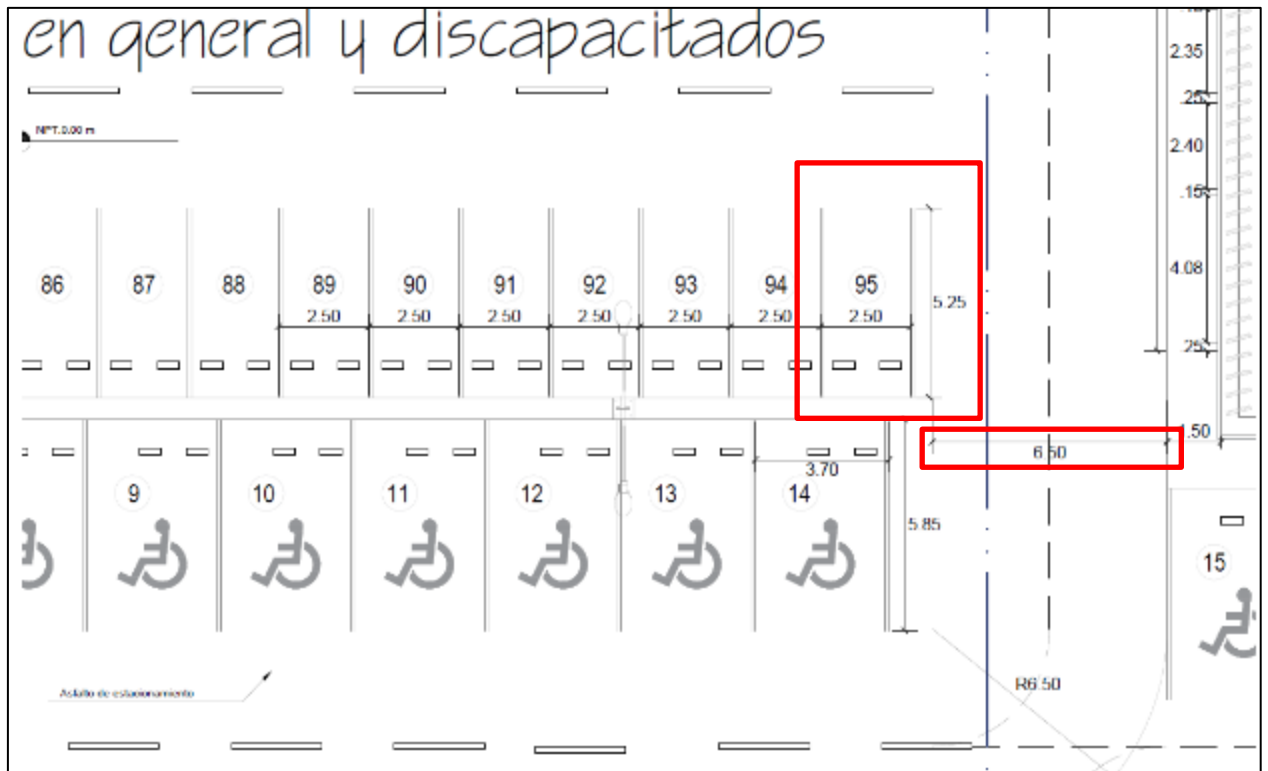 en general y discapacitados
2.35
.25
NPT.0.00 m
2.40
.15
4.08
86 87 88 89 90 91 92 93 94 95
5.25
2.50 2.50 2.50 2.50 2.50 2.50 2.50
.25
.50
6.50
3.70
9 10 11 12 13 14
5.85
15
R6.50
Asfalto de estacionamiento